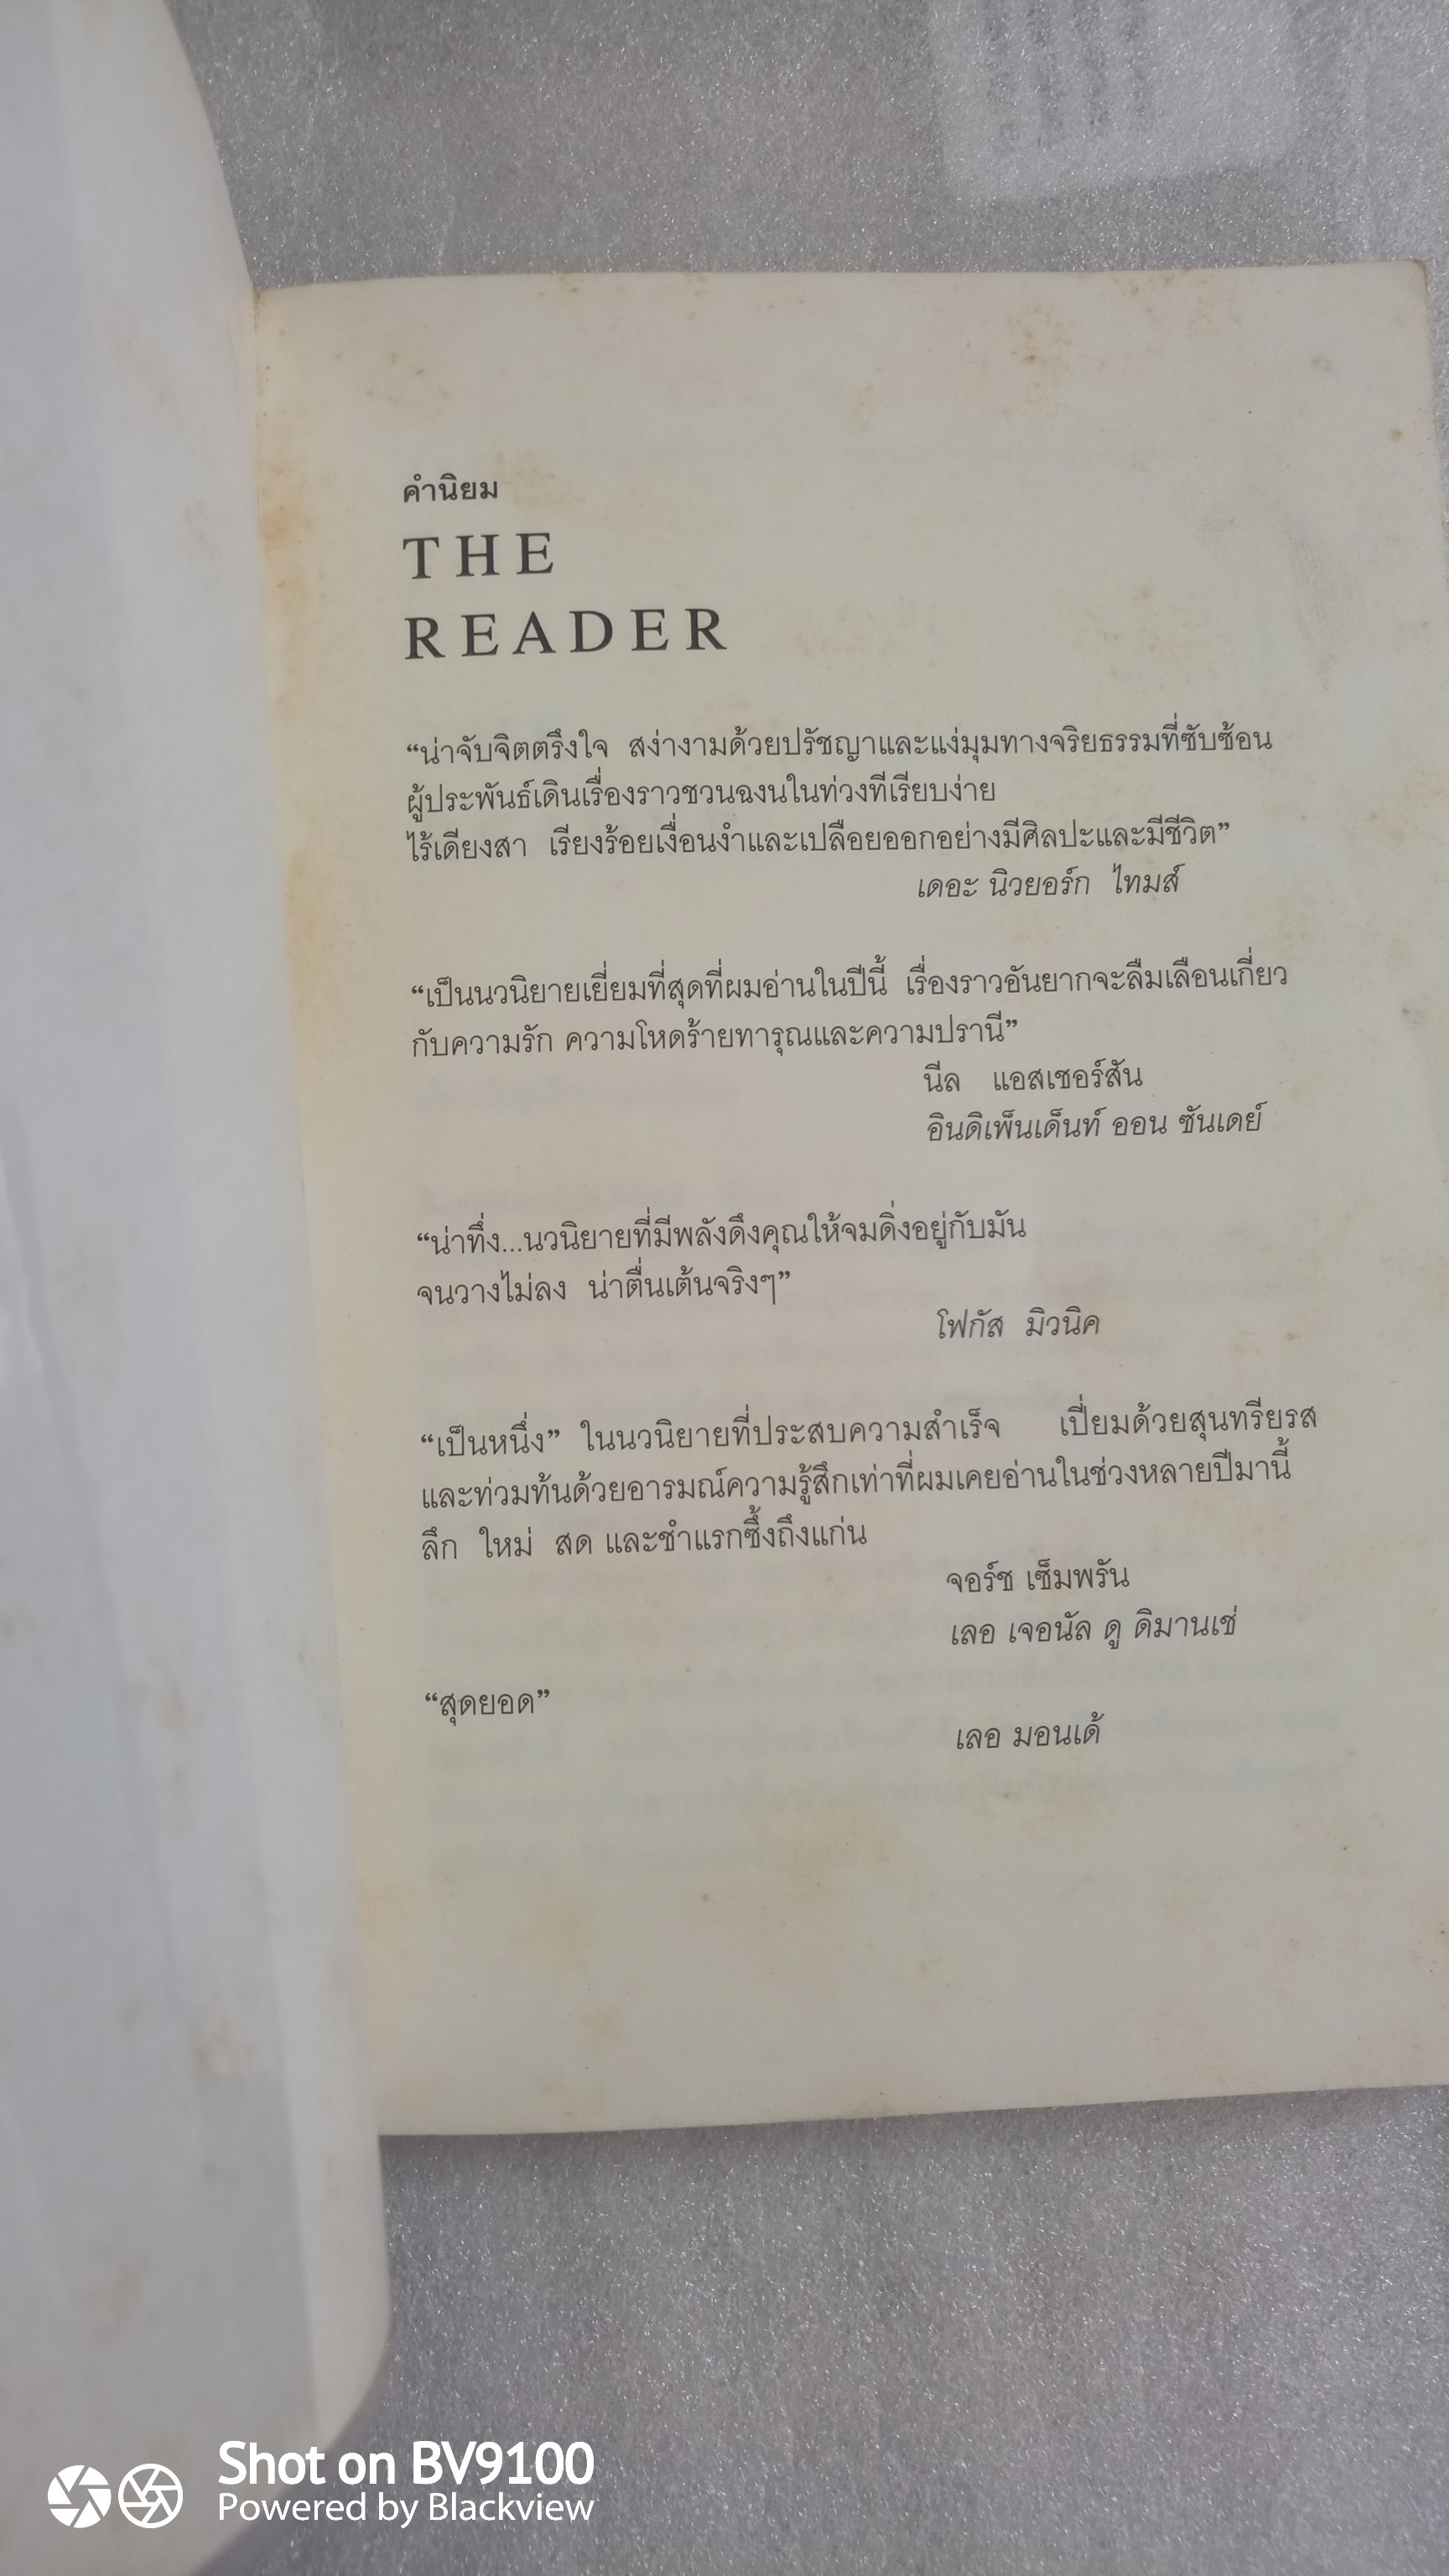 คำนิยม
THE
READER
“น่าจับจิตตรึงใจ สง่างามด้วยปรัชญาและแง่มุมทางจริยธรรมที่ซับซ้อน
ผู้ประพันธ์เดินเรื่องราวชวนฉงนในท่วงทีเรียบง่าย
ไร้เดียงสา เรียงร้อยเงื่อนงำและเปลือยออกอย่างมีศิลปะและมีชีวิต”
เดอะ นิวยอร์ก ไทมส์
“เป็นนวนิยายเยี่ยมที่สุดที่ผมอ่านในปีนี้ เรื่องราวอันยากจะลืมเลือนเกี่ยว
กับความรัก ความโหดร้ายทารุณและความปรานี”
นีล แอสเชอร์สัน
อินดิเพ็นเด็นท์ ออน ซันเดย์
“น่าทึ่ง...นวนิยายที่มีพลังดึงคุณให้จมดิ่งอยู่กับมัน
จนวางไม่ลง น่าตื่นเต้นจริงๆ”
โฟกัส มิวนิค
“เป็นหนึ่ง” ในนวนิยายที่ประสบความสำเร็จ เปี่ยมด้วยสุนทรียรส
และท่วมท้นด้วยอารมณ์ความรู้สึกเท่าที่ผมเคยอ่านในช่วงหลายปีมานี้
ลึก ใหม่ สด และชำแรกซึ้งถึงแก่น
จอร์ช เซ็มพรัน
เลอ เจอนัล ดู ดิมานเช่
“สุดยอด”
เลอ มอนเด้
Shot on BV9100
Powered by Blackview